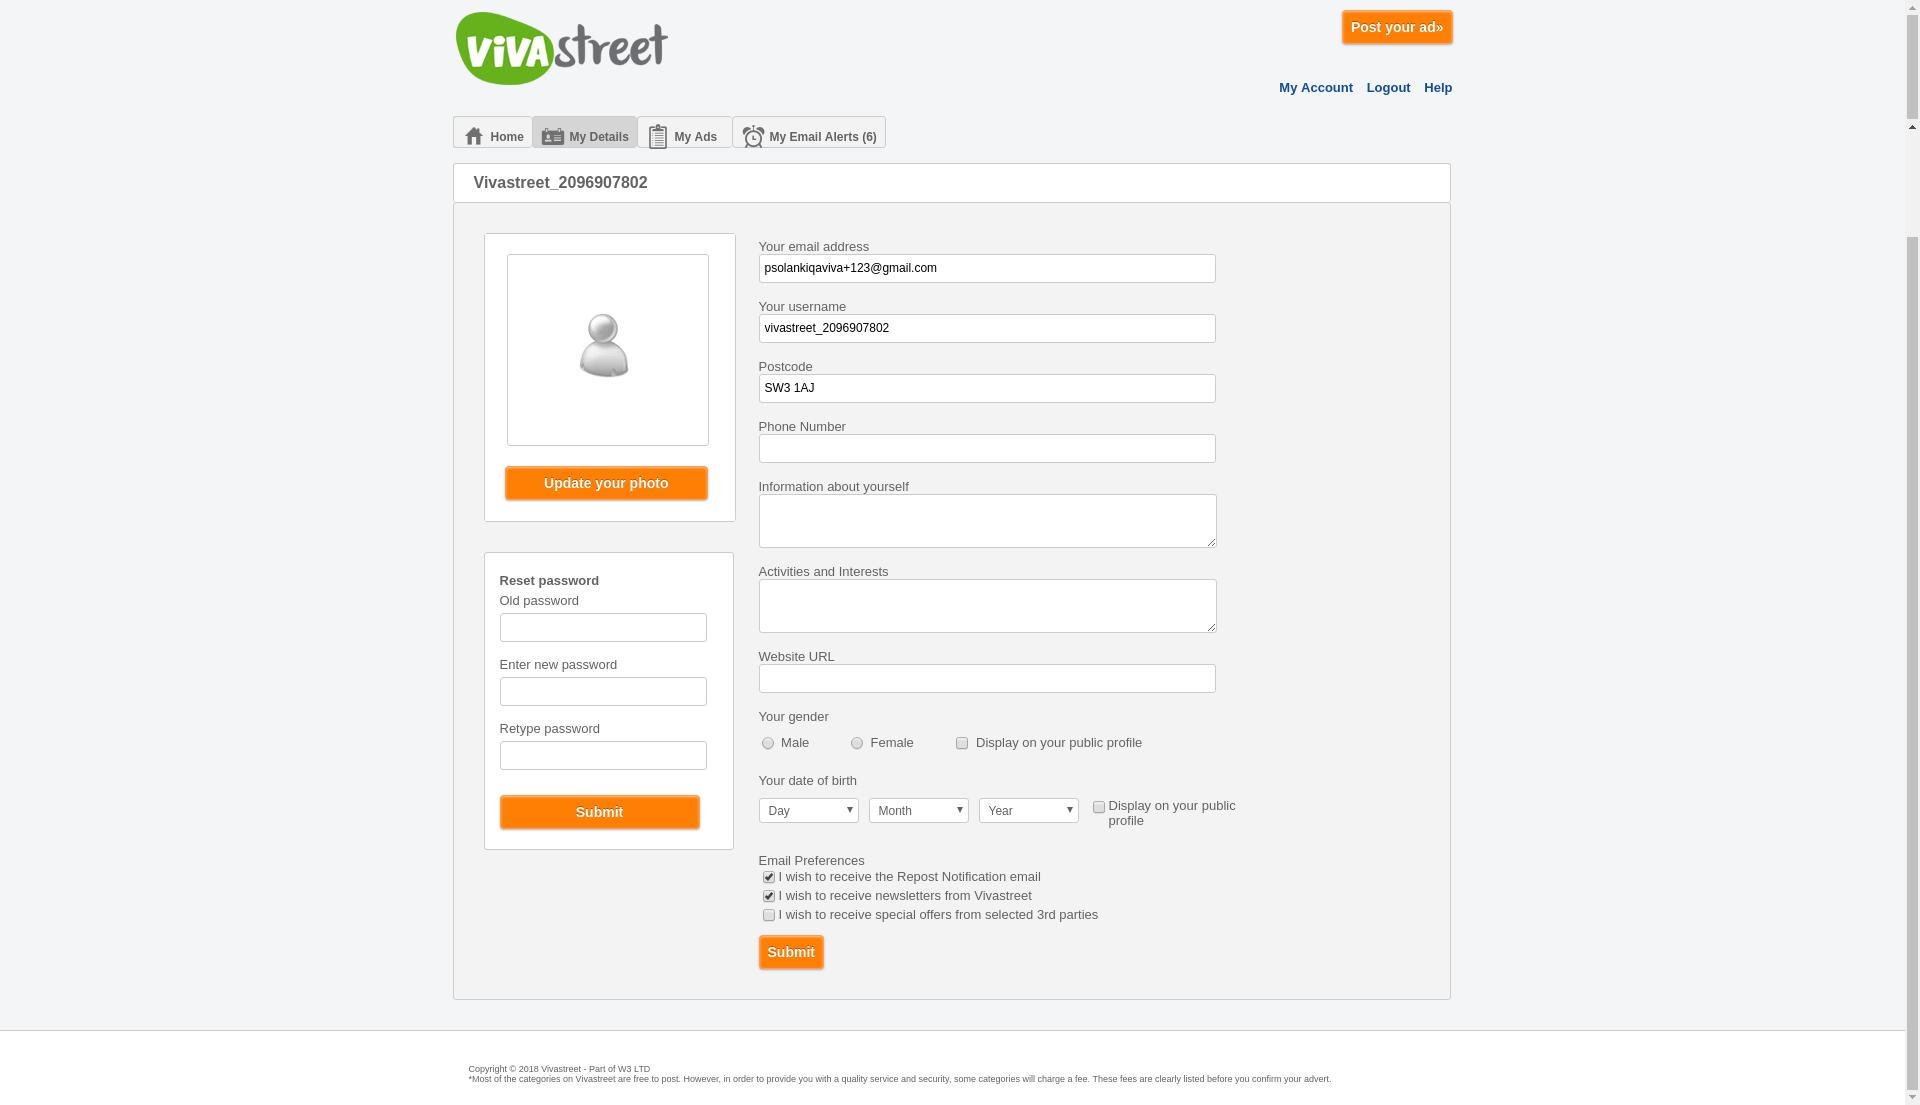 VIVAstreet
Post your ad»
My Account Logout Help
Home My Details My Ads My Email Alerts (6)
Vivastreet_2096907802
Your email address
psolankiqaviva+123@gmail.com
Your username
vivastreet_2096907802
Postcode
SW3 1AJ
Phone Number
Update your photo
Information about yourself
Reset password
Old password
Enter new password
Retype password
Submit
Activities and Interests
Website URL
Your gender
Male Female Display on your public profile
Your date of birth
Day Month Year Display on your public
profile
Email Preferences
I wish to receive the Repost Notification email
I wish to receive newsletters from Vivastreet
I wish to receive special offers from selected 3rd parties
Submit
Copyright © 2018 Vivastreet - Part of W3 LTD
*Most of the categories on Vivastreet are free to post. However, in order to provide you with a quality service and security, some categories will charge a fee. These fees are clearly listed before you confirm your advert.